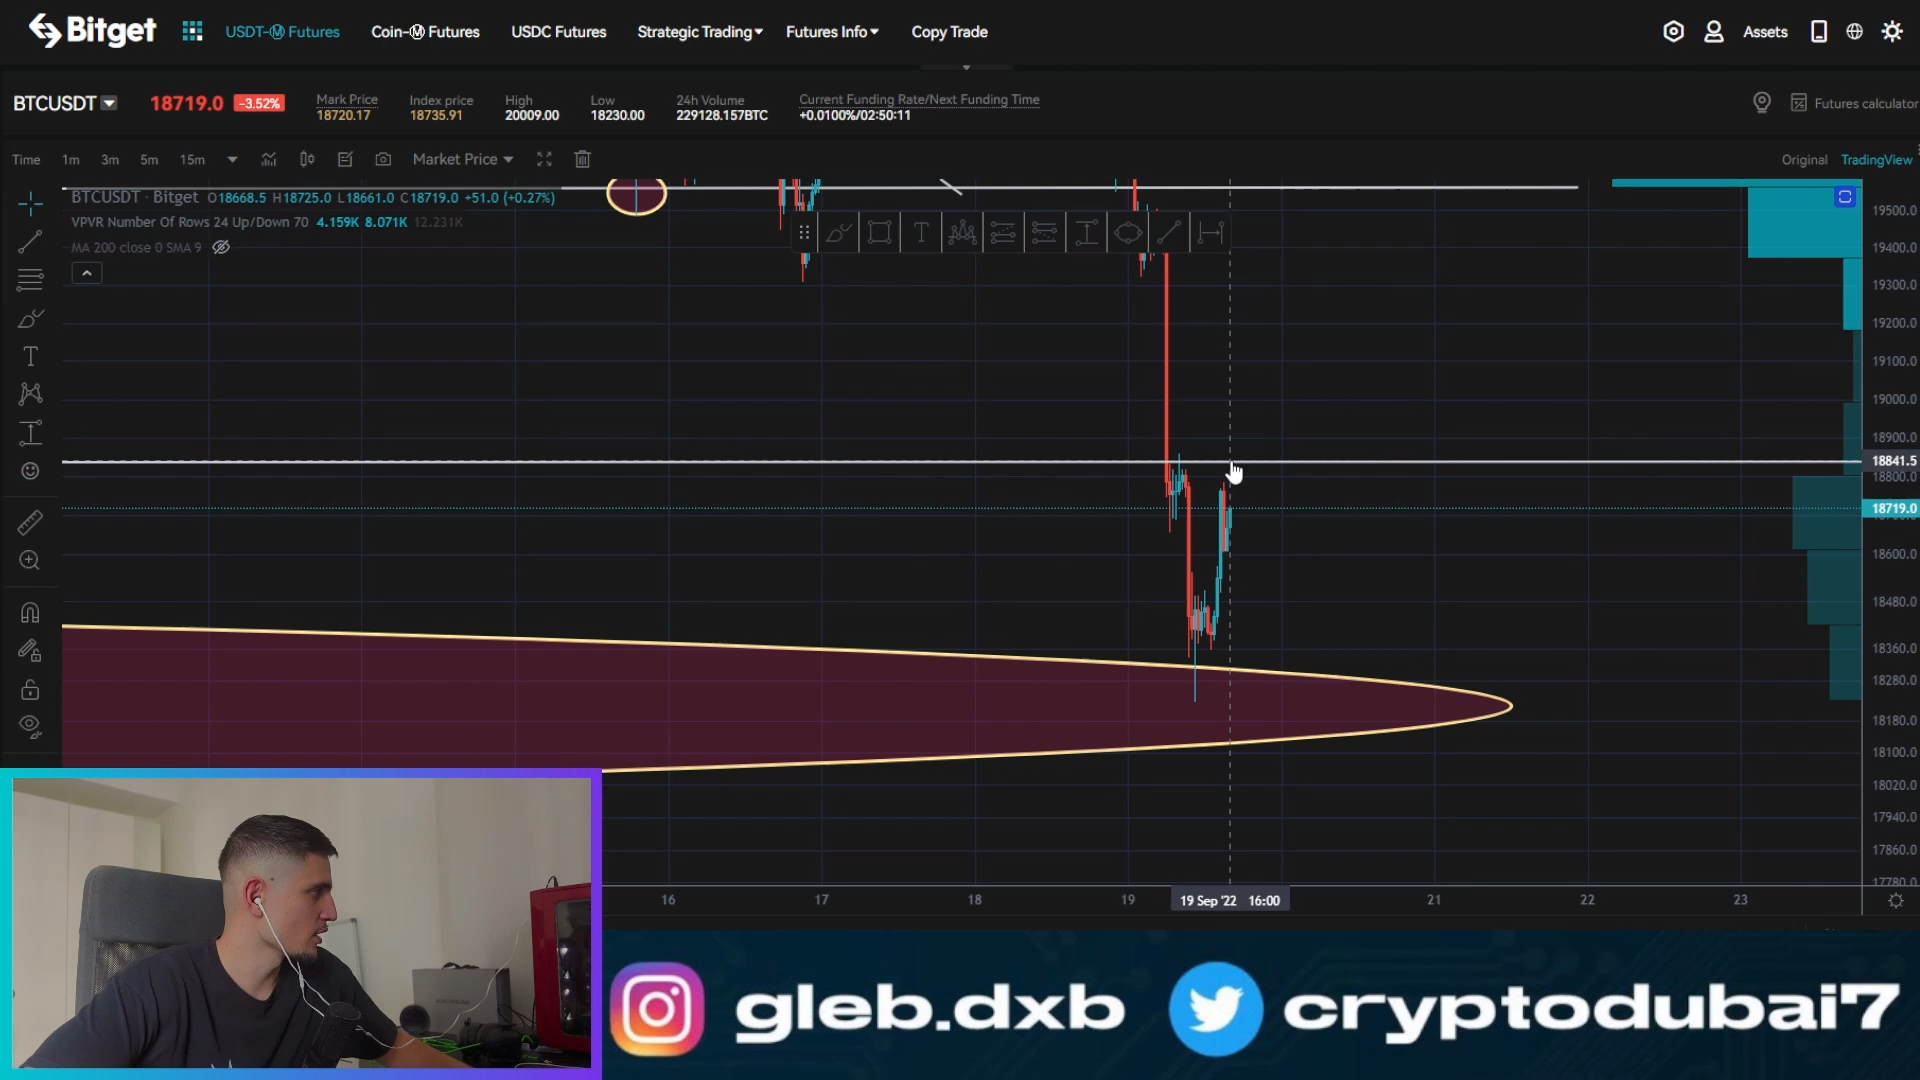 Bitget USDT-Ⓜ Futures Coin-Ⓜ Futures USDC Futures Strategic Trading Futures Info Copy Trade Assets
BTCUSDT 18719.0 -3.52% Mark Price 18720.17 Index price 18735.91 High 20009.00 Low 18230.00 24h Volume 229128.157BTC Current Funding Rate/Next Funding Time +0.0100%/02:50:11 Futures calculator
Time 1m 3m 5m 15m Market Price Original TradingView
BTCUSDT · Bitget O18668.5 H18725.0 L18661.0 C18719.0 +51.0 (+0.27%)
VPVR Number Of Rows 24 Up/Down 70 4.159K 8.071K 12.231K
MA 200 close 0 SMA 9
19500.0
19400.0
19300.0
19200.0
19100.0
19000.0
18900.0
18841.5
18800.0
18719.0
18600.0
18480.0
18360.0
18280.0
18180.0
18100.0
18020.0
17940.0
17860.0
17780.0
16 17 18 19 19 Sep '22 16:00 21 22 23
gleb.dxb cryptodubai7